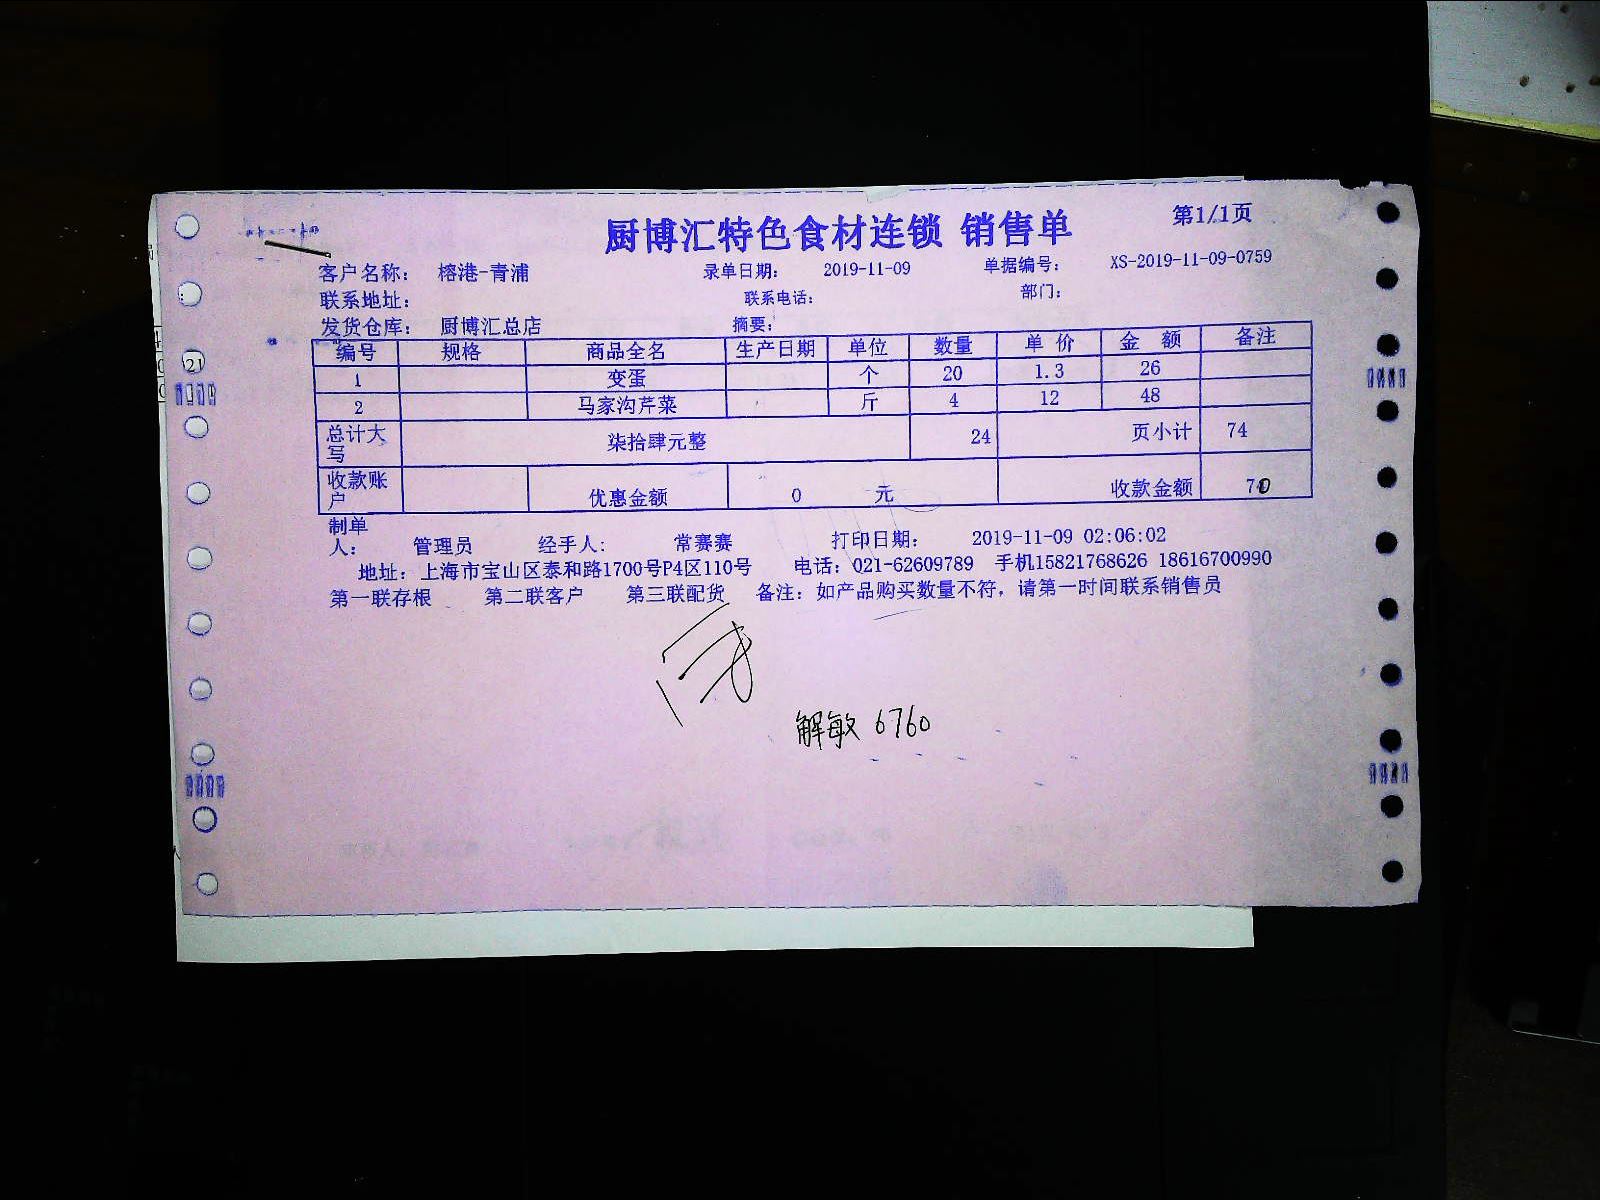 厨博汇特色食材连锁 销售单 第1/1页
客户名称： 榕港-青浦 录单日期： 2019-11-09 单据编号： XS-2019-11-09-0759
联系地址： 联系电话： 部门：
发货仓库： 厨博汇总店 摘要：
编号 规格 商品全名 生产日期 单位 数量 单 价 金 额 备注
1 变蛋 个 20 1.3 26
2 马家沟芹菜 斤 4 12 48
总计大写 柒拾肆元整 24 页小计 74
收款账户 优惠金额 0 元 收款金额 70
制单人： 管理员 经手人: 常赛赛 打印日期： 2019-11-09 02:06:02
地址：上海市宝山区泰和路1700号P4区110号 电话：021-62609789 手机15821768626 18616700990
第一联存根 第二联客户 第三联配货 备注：如产品购买数量不符，请第一时间联系销售员
解敏 6760